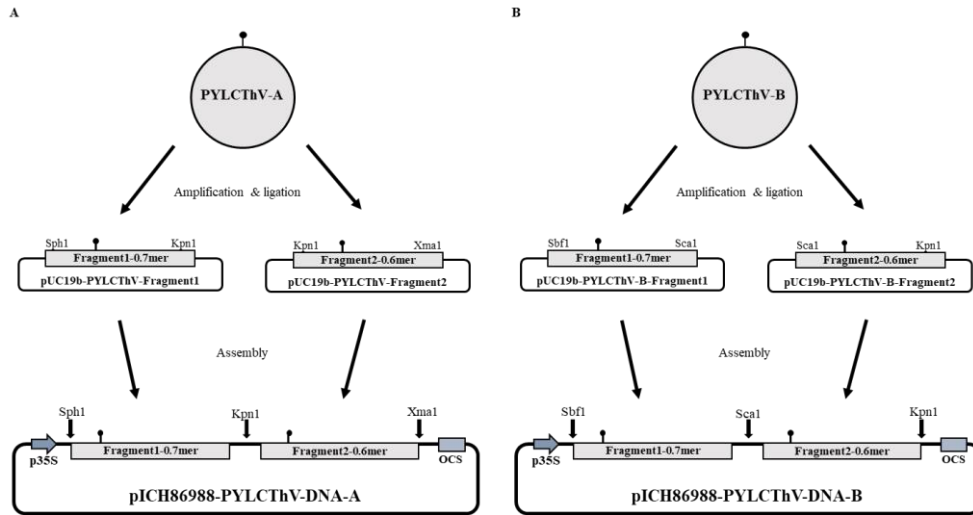 A
PYLCThV-A
Amplification & ligation
Sph1 Kpn1
Fragment1-0.7mer
pUC19b-PYLCThV-Fragment1
Kpn1 Xma1
Fragment2-0.6mer
pUC19b-PYLCThV-Fragment2
Assembly
Sph1 Kpn1 Xma1
p35S Fragment1-0.7mer Fragment2-0.6mer OCS
pICH86988-PYLCThV-DNA-A
B
PYLCThV-B
Amplification & ligation
Sbf1 Sca1
Fragment1-0.7mer
pUC19b-PYLCThV-B-Fragment1
Sca1 Kpn1
Fragment2-0.6mer
pUC19b-PYLCThV-B-Fragment2
Assembly
Sbf1 Sca1 Kpn1
p35S Fragment1-0.7mer Fragment2-0.6mer OCS
pICH86988-PYLCThV-DNA-B